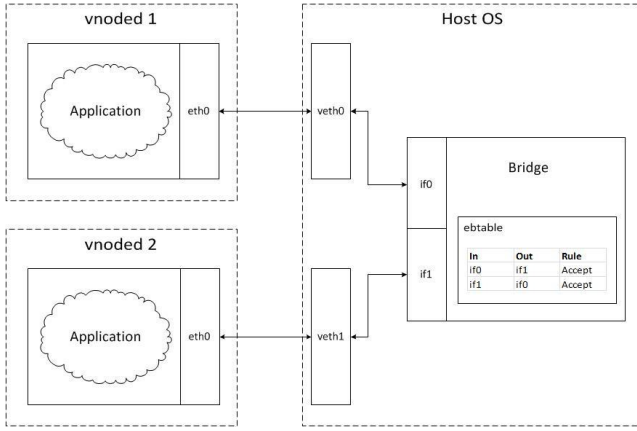 vnoded 1
Application
eth0
vnoded 2
Application
eth0
Host OS
veth0
veth1
if0
if1
Bridge
ebtable
In Out Rule
if0 if1 Accept
if1 if0 Accept